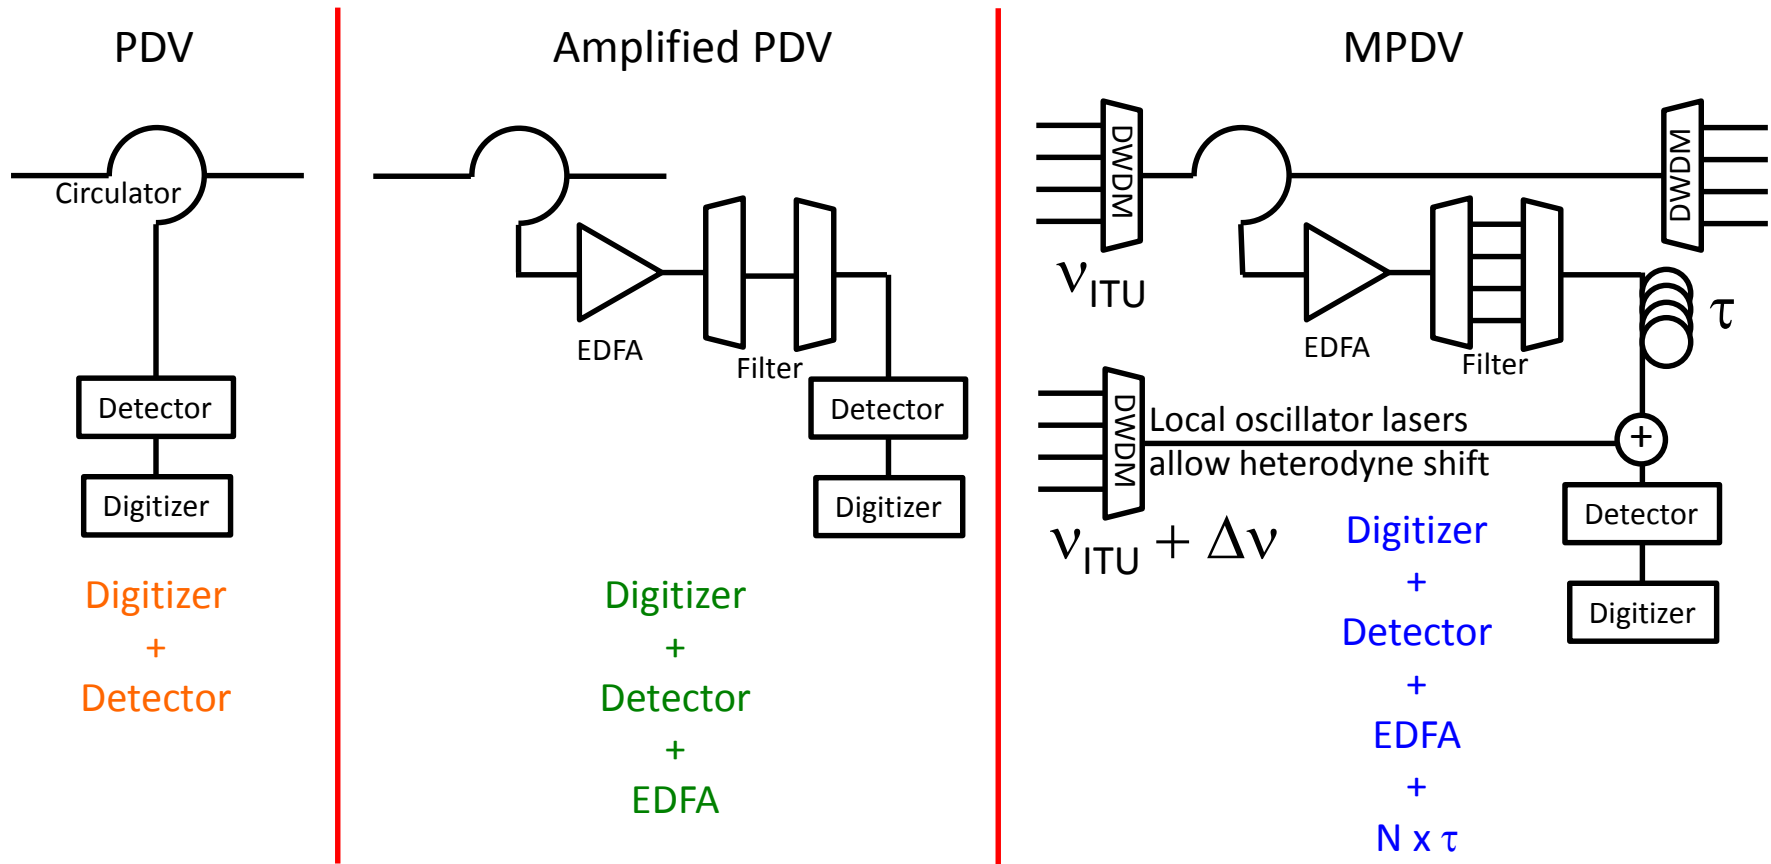 PDV
Circulator
Detector
Digitizer
Digitizer
+
Detector
Amplified PDV
EDFA
Filter
Detector
Digitizer
Digitizer
+
Detector
+
EDFA
MPDV
DWDM
DWDM
νITU
EDFA
Filter
τ
DWDM
Local oscillator lasers
allow heterodyne shift
+
νITU + Δν
Detector
Digitizer
Digitizer
+
Detector
+
EDFA
+
N x τ